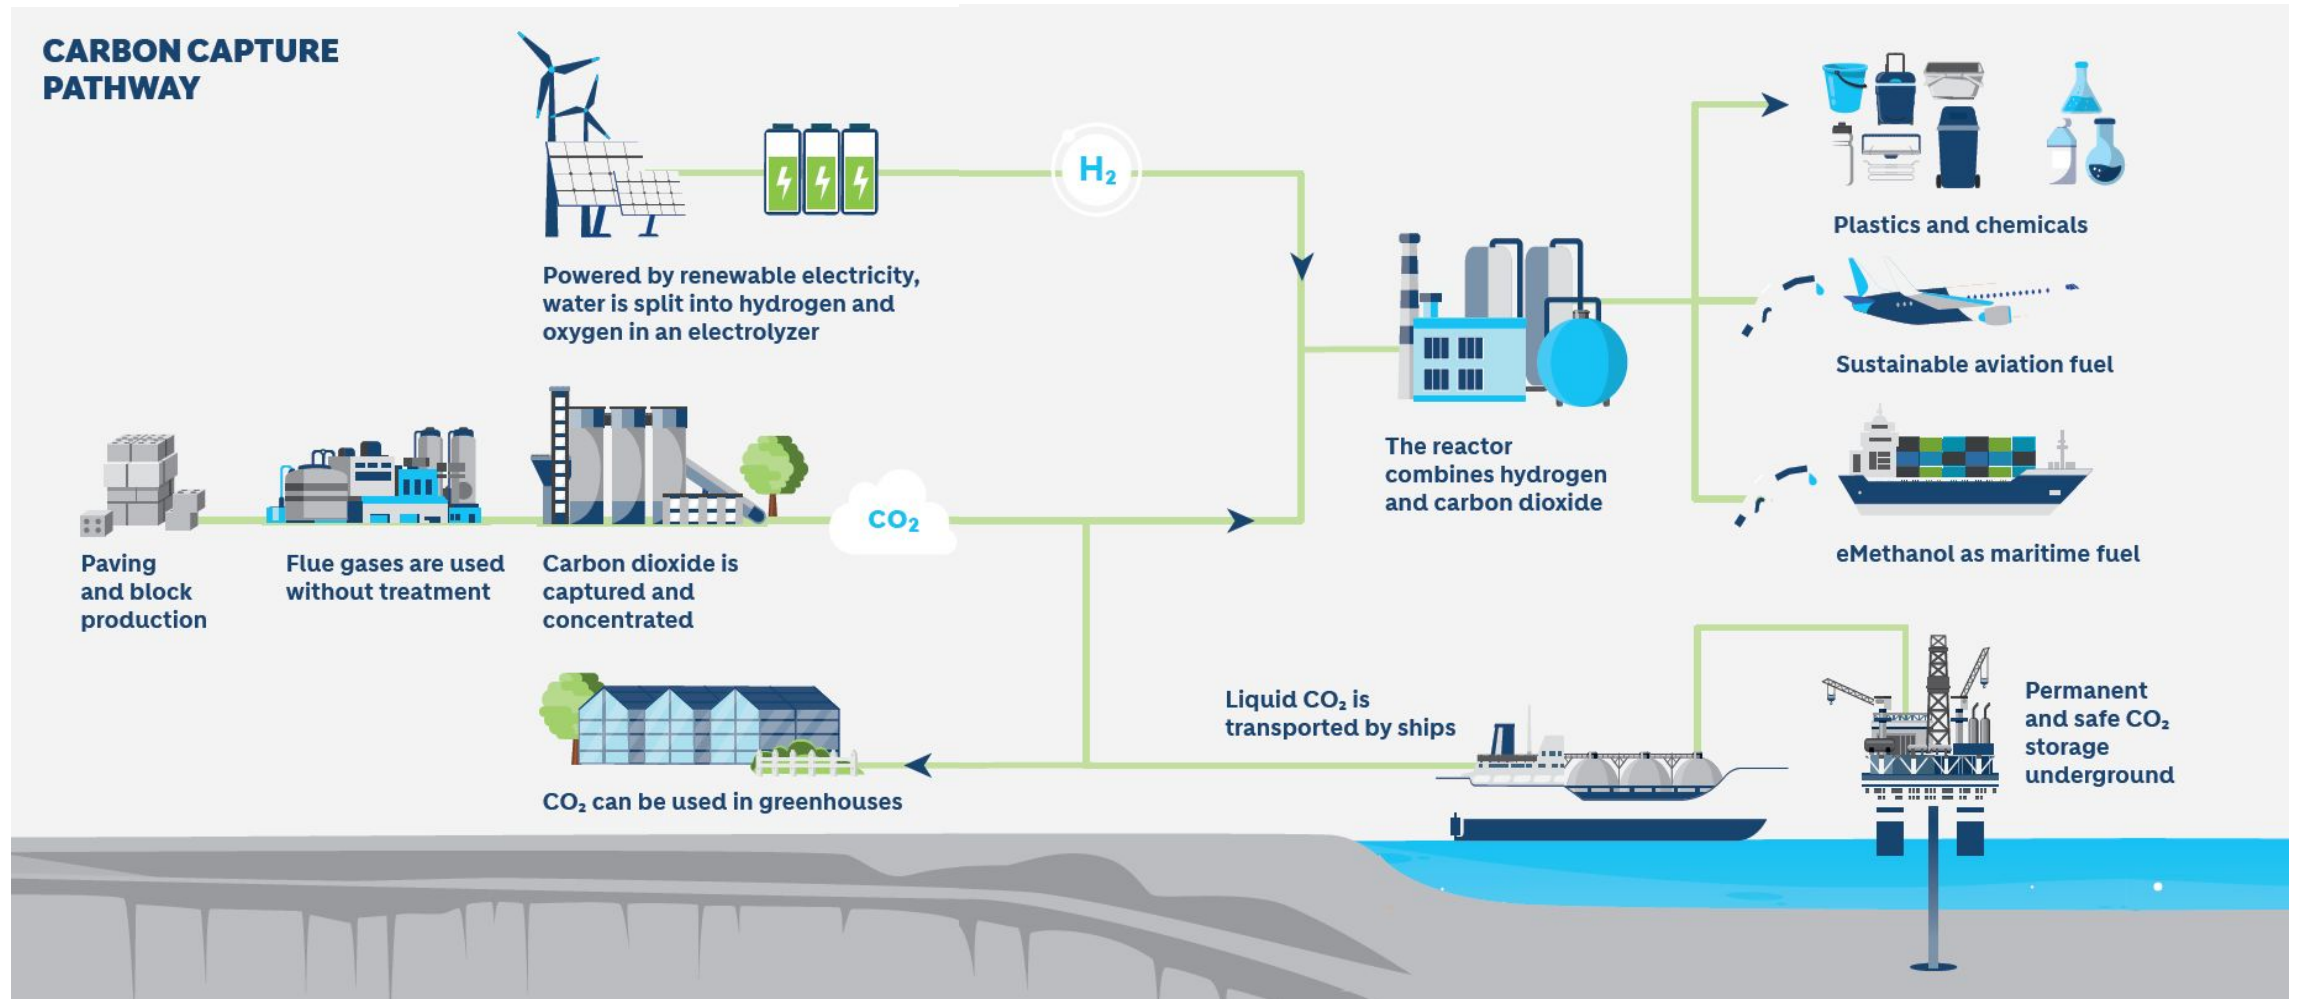 CARBON CAPTURE
PATHWAY
H₂
Powered by renewable electricity,
water is split into hydrogen and
oxygen in an electrolyzer
Plastics and chemicals
Sustainable aviation fuel
The reactor
combines hydrogen
and carbon dioxide
eMethanol as maritime fuel
CO₂
Paving
and block
production
Flue gases are used
without treatment
Carbon dioxide is
captured and
concentrated
CO₂ can be used in greenhouses
Liquid CO₂ is
transported by ships
Permanent
and safe CO₂
storage
underground